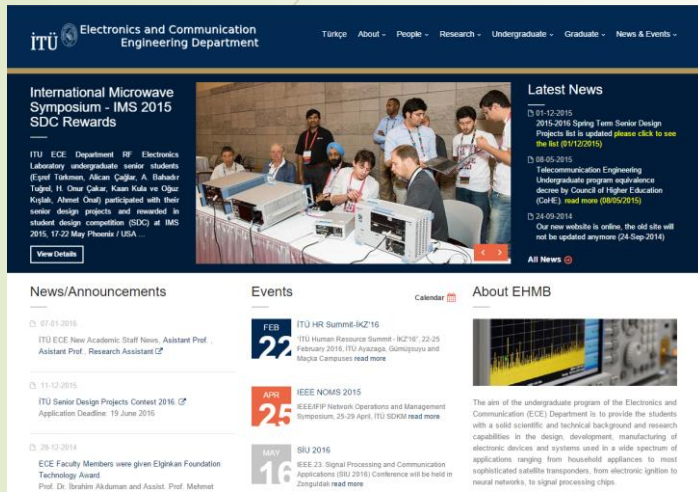 İTÜ
Electronics and Communication
Engineering Department
Türkçe About People Research Undergraduate Graduate News & Events
International Microwave
Symposium - IMS 2015
SDC Rewards
ITU ECE Department RF Electronics
Laboratory undergraduate senior students
(Eşref Türkmen, Alican Çağlar, A. Bahadır
Tuğrel, H. Onur Çakar, Kaan Kula ve Oğuz
Kışlak, Ahmet Önal) participated with their
senior design projects and rewarded in
student design competition (SDC) at IMS
2015, 17-22 May Phoenix / USA ...
View Details
Latest News
01-12-2015
2015-2016 Spring Term Senior Design
Projects list is updated please click to see
the list (01/12/2015)
08-05-2015
Telecommunication Engineering
Undergraduate program equivalence
decree by Council of Higher Education
(CoHE). read more (08/05/2015)
24-09-2014
Our new website is online, the old site will
not be updated anymore (24-Sep-2014)
All News
News/Announcements
07-01-2016
ITU ECE New Academic Staff News, Asistant Prof. ,
Asistant Prof., Research Assistant
11-12-2015
İTÜ Senior Design Projects Contest 2016.
Application Deadline: 19 June 2016
26-12-2014
ECE Faculty Members were given Elginkan Foundation
Technology Award.
Prof. Dr. Ibrahim Akduman and Assist. Prof. Mehmet
Events
Calendar
FEB
22
İTÜ HR Summit-İKZ'16
"İTÜ Human Resource Summit - İKZ'16", 22-25
February 2016, İTÜ Ayazaga, Gümüşsuyu and
Maçka Campuses read more
APR
25
IEEE NOMS 2015
IEEE/IFIP Network Operations and Management
Symposium, 25-29 April, ITÜ SDKM read more
MAY
16
SİU 2016
IEEE 23. Signal Processing and Communication
Applications (SIU 2016) Conference will be held in
Zonguldak read more
About EHMB
The aim of the undergraduate program of the Electronics and
Communication (ECE) Department is to provide the students
with a solid scientific and technical background and research
capabilities in the design, development, manufacturing of
electronic devices and systems used in a wide spectrum of
applications ranging from household appliances to most
sophisticated satellite transponders, from electronic ignition to
neural networks, to signal processing chips.